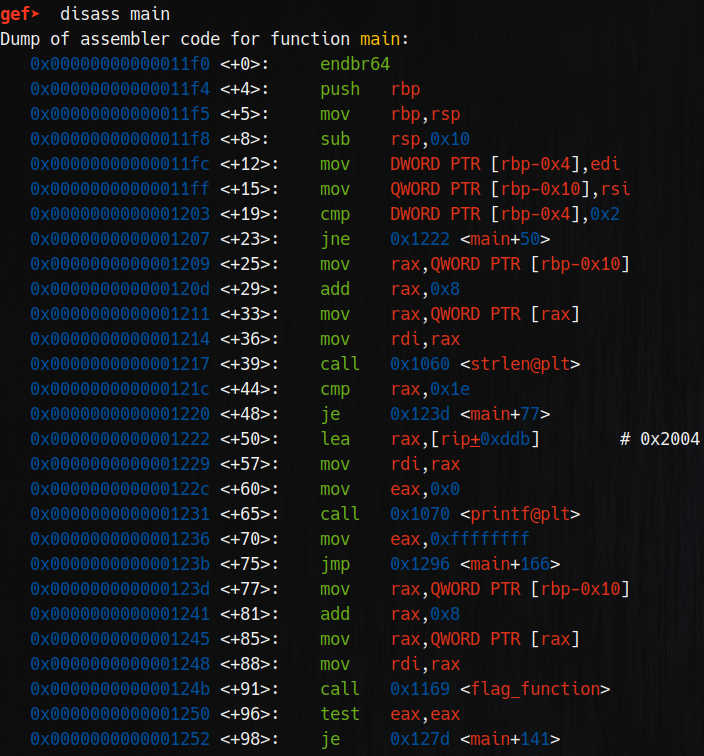 gef➤  disass main
Dump of assembler code for function main:
   0x00000000000011f0 <+0>:     endbr64
   0x00000000000011f4 <+4>:     push   rbp
   0x00000000000011f5 <+5>:     mov    rbp,rsp
   0x00000000000011f8 <+8>:     sub    rsp,0x10
   0x00000000000011fc <+12>:    mov    DWORD PTR [rbp-0x4],edi
   0x00000000000011ff <+15>:    mov    QWORD PTR [rbp-0x10],rsi
   0x0000000000001203 <+19>:    cmp    DWORD PTR [rbp-0x4],0x2
   0x0000000000001207 <+23>:    jne    0x1222 <main+50>
   0x0000000000001209 <+25>:    mov    rax,QWORD PTR [rbp-0x10]
   0x000000000000120d <+29>:    add    rax,0x8
   0x0000000000001211 <+33>:    mov    rax,QWORD PTR [rax]
   0x0000000000001214 <+36>:    mov    rdi,rax
   0x0000000000001217 <+39>:    call   0x1060 <strlen@plt>
   0x000000000000121c <+44>:    cmp    rax,0x1e
   0x0000000000001220 <+48>:    je     0x123d <main+77>
   0x0000000000001222 <+50>:    lea    rax,[rip+0xddb]        # 0x2004
   0x0000000000001229 <+57>:    mov    rdi,rax
   0x000000000000122c <+60>:    mov    eax,0x0
   0x0000000000001231 <+65>:    call   0x1070 <printf@plt>
   0x0000000000001236 <+70>:    mov    eax,0xffffffff
   0x000000000000123b <+75>:    jmp    0x1296 <main+166>
   0x000000000000123d <+77>:    mov    rax,QWORD PTR [rbp-0x10]
   0x0000000000001241 <+81>:    add    rax,0x8
   0x0000000000001245 <+85>:    mov    rax,QWORD PTR [rax]
   0x0000000000001248 <+88>:    mov    rdi,rax
   0x000000000000124b <+91>:    call   0x1169 <flag_function>
   0x0000000000001250 <+96>:    test   eax,eax
   0x0000000000001252 <+98>:    je     0x127d <main+141>